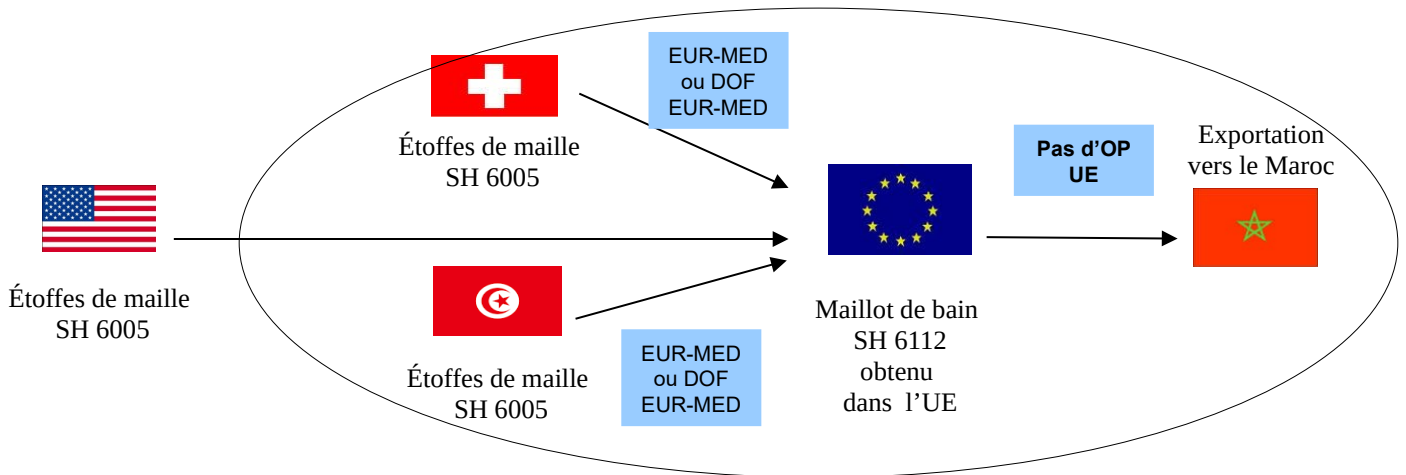 EUR-MED
ou DOF
EUR-MED
Étoffes de maille
SH 6005
Pas d’OP
UE
Exportation
vers le Maroc
Étoffes de maille
SH 6005
Étoffes de maille
SH 6005
EUR-MED
ou DOF
EUR-MED
Maillot de bain
SH 6112
obtenu
dans l’UE